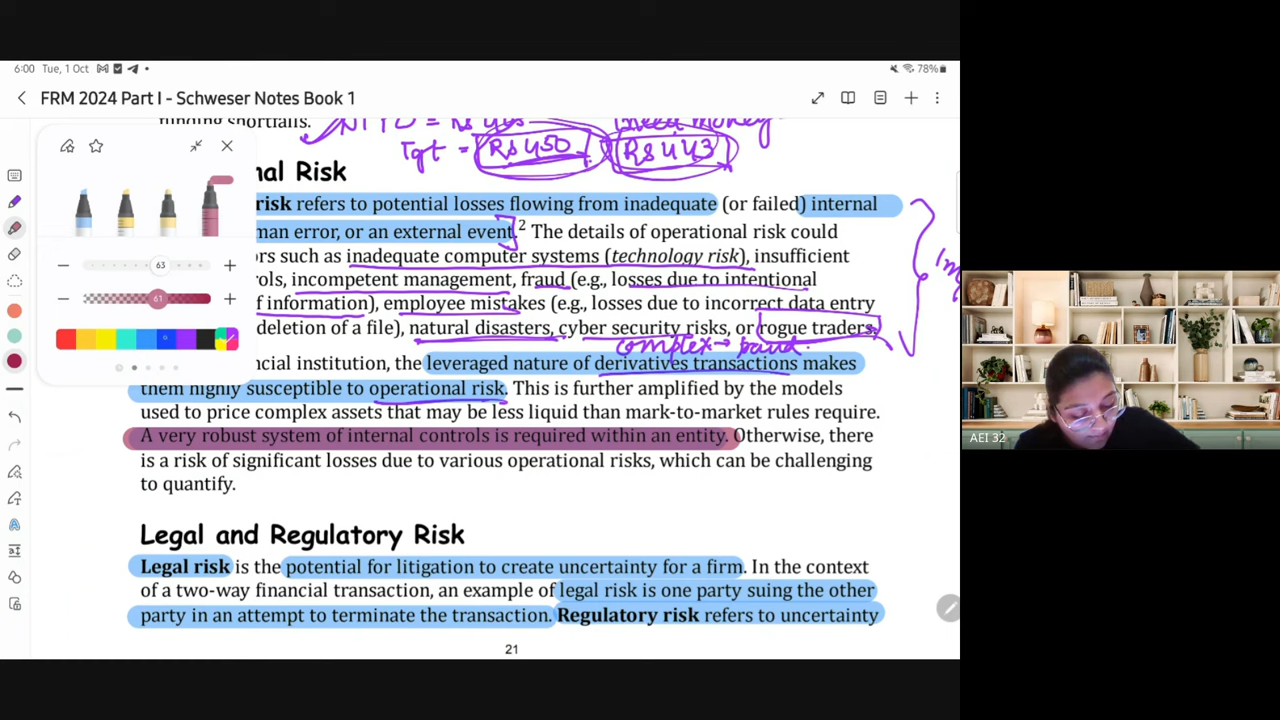 6:00 Tue, 1 Oct
78%
FRM 2024 Part I - Schweser Notes Book 1
funding shortfalls.
I need money
Tgt = Rs 450 Rs 443
nal Risk
risk refers to potential losses flowing from inadequate (or failed) internal
man error, or an external event.2 The details of operational risk could
ors such as inadequate computer systems (technology risk), insufficient
rols, incompetent management, fraud (e.g., losses due to intentional
of information), employee mistakes (e.g., losses due to incorrect data entry
deletion of a file), natural disasters, cyber security risks, or rogue traders.
complex → band
63
61
ncial institution, the leveraged nature of derivatives transactions makes
them highly susceptible to operational risk. This is further amplified by the models
used to price complex assets that may be less liquid than mark-to-market rules require.
A very robust system of internal controls is required within an entity. Otherwise, there
is a risk of significant losses due to various operational risks, which can be challenging
to quantify.
Legal and Regulatory Risk
Legal risk is the potential for litigation to create uncertainty for a firm. In the context
of a two-way financial transaction, an example of legal risk is one party suing the other
party in an attempt to terminate the transaction. Regulatory risk refers to uncertainty
21
AEI 32